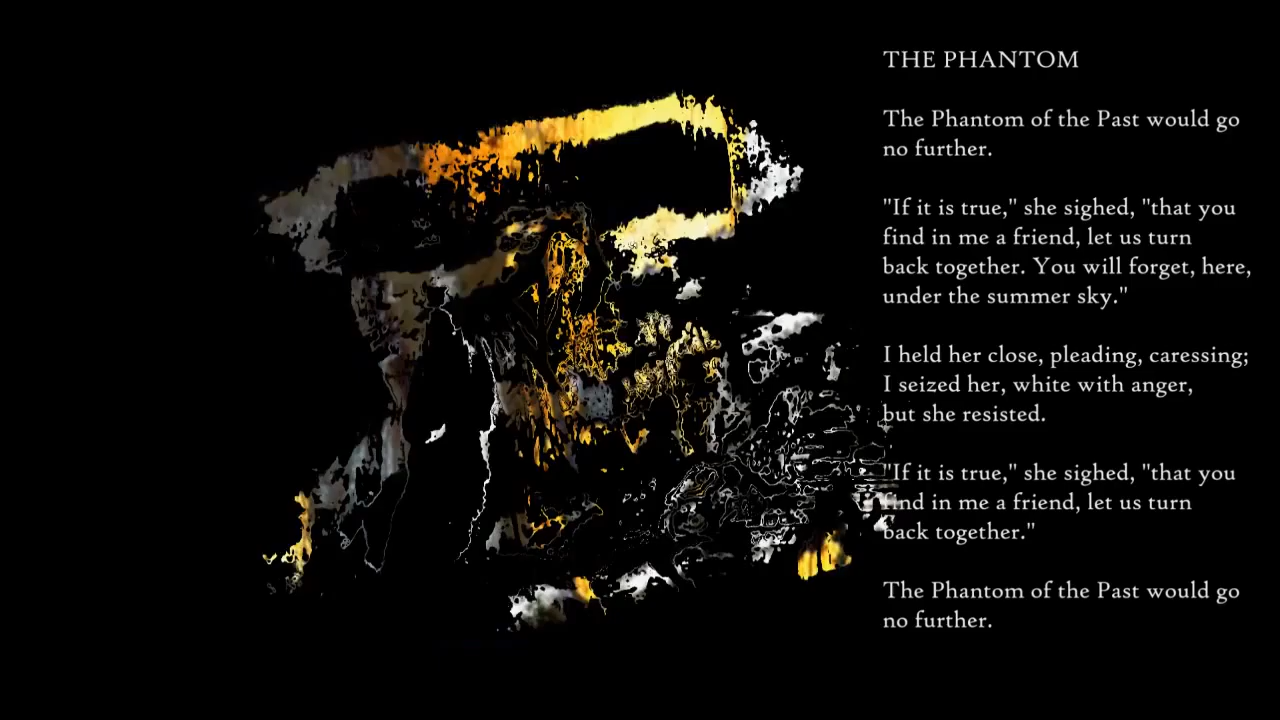 THE PHANTOM
The Phantom of the Past would go
no further.
"If it is true," she sighed, "that you
find in me a friend, let us turn
back together. You will forget, here,
under the summer sky."
I held her close, pleading, caressing;
I seized her, white with anger,
but she resisted.
"If it is true," she sighed, "that you
find in me a friend, let us turn
back together."
The Phantom of the Past would go
no further.